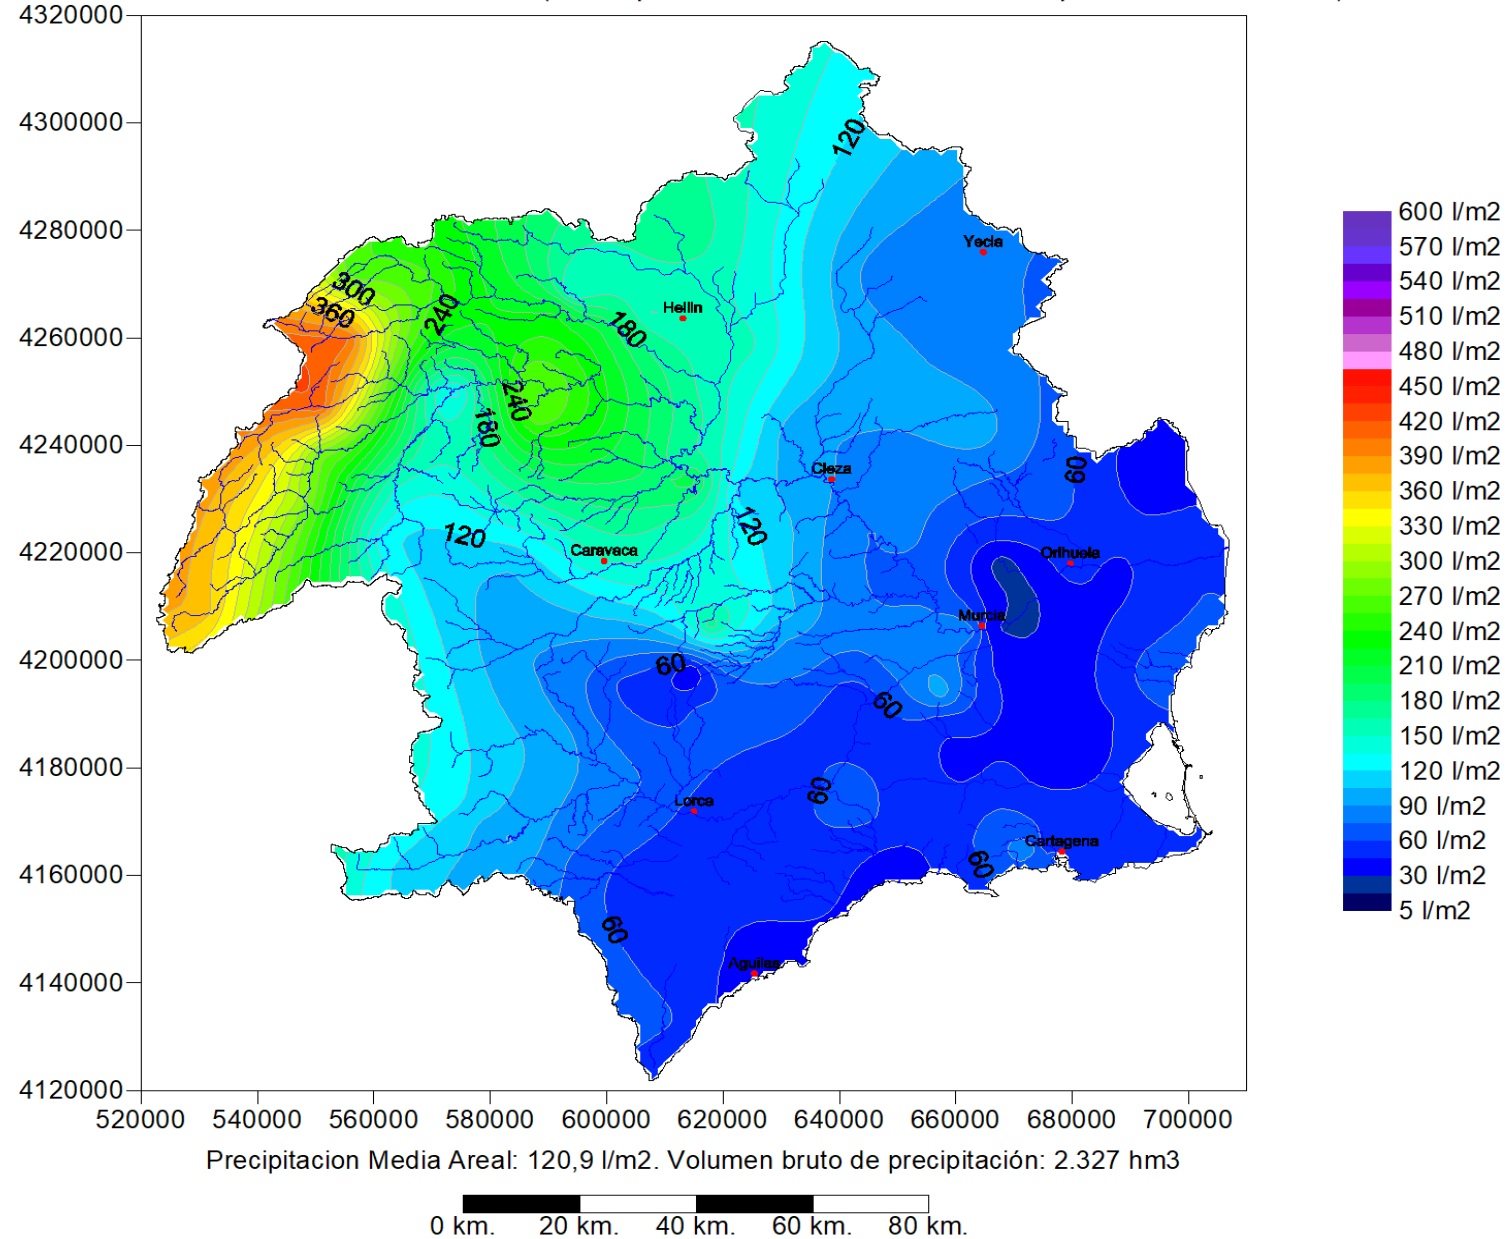 4320000
4300000
4280000
4260000
4240000
4220000
4200000
4180000
4160000
4140000
4120000
520000 540000 560000 580000 600000 620000 640000 660000 680000 700000
120
Yecla
300
360
240
Hellin
180
240
180
Cieza
60
120
120
Caravaca
Orihuela
Murcia
60
60
60
Lorca
Cartagena
60
60
Aguilas
600 l/m2
570 l/m2
540 l/m2
510 l/m2
480 l/m2
450 l/m2
420 l/m2
390 l/m2
360 l/m2
330 l/m2
300 l/m2
270 l/m2
240 l/m2
210 l/m2
180 l/m2
150 l/m2
120 l/m2
90 l/m2
60 l/m2
30 l/m2
5 l/m2
Precipitacion Media Areal: 120,9 l/m2. Volumen bruto de precipitación: 2.327 hm3
0 km. 20 km. 40 km. 60 km. 80 km.